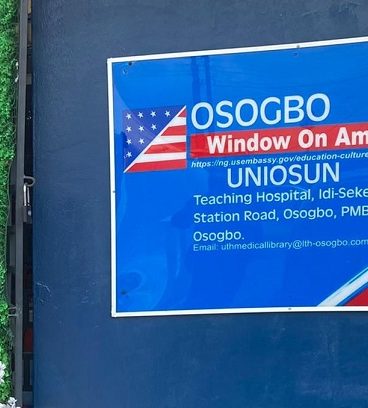 OSOGBO
Window On Am
https://ng.usembassy.gov/education-culture
UNIOSUN
Teaching Hospital, Idi-Seke
Station Road, Osogbo, PMB
Osogbo.
Email: uthmedicallibrary@lth-osogbo.com